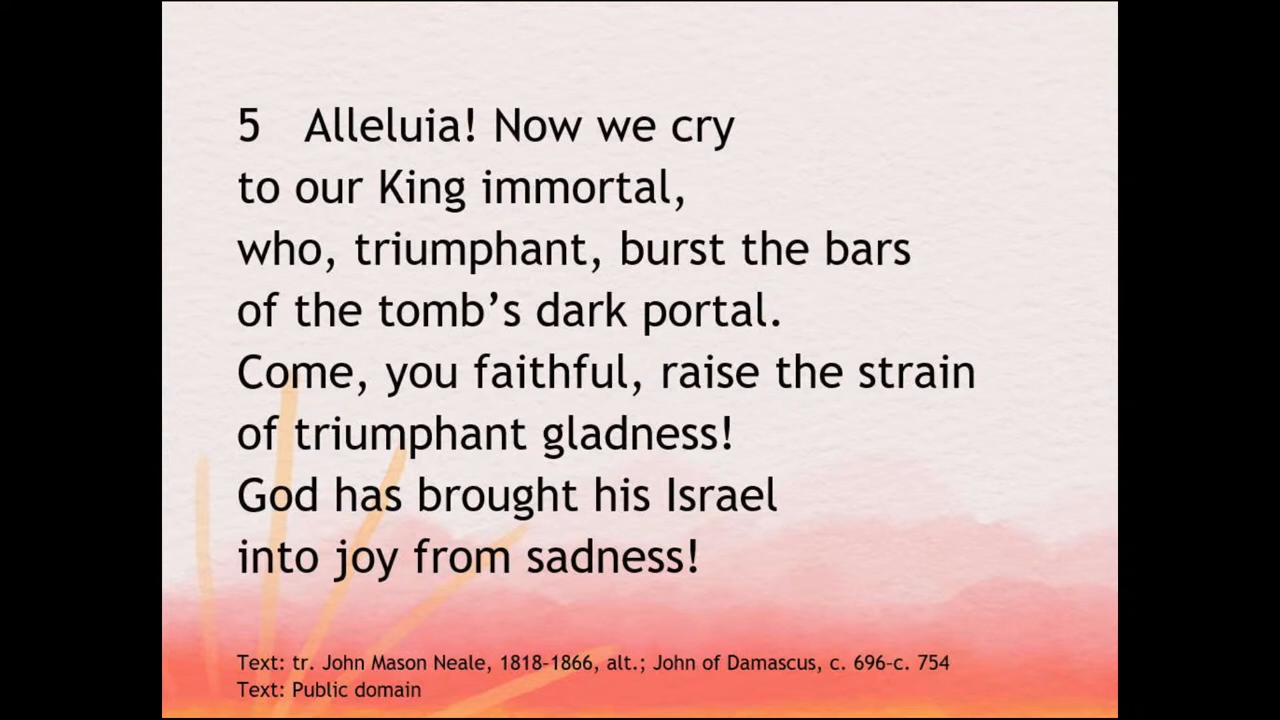 5 Alleluia! Now we cry
to our King immortal,
who, triumphant, burst the bars
of the tomb’s dark portal.
Come, you faithful, raise the strain
of triumphant gladness!
God has brought his Israel
into joy from sadness!
Text: tr. John Mason Neale, 1818–1866, alt.; John of Damascus, c. 696–c. 754
Text: Public domain